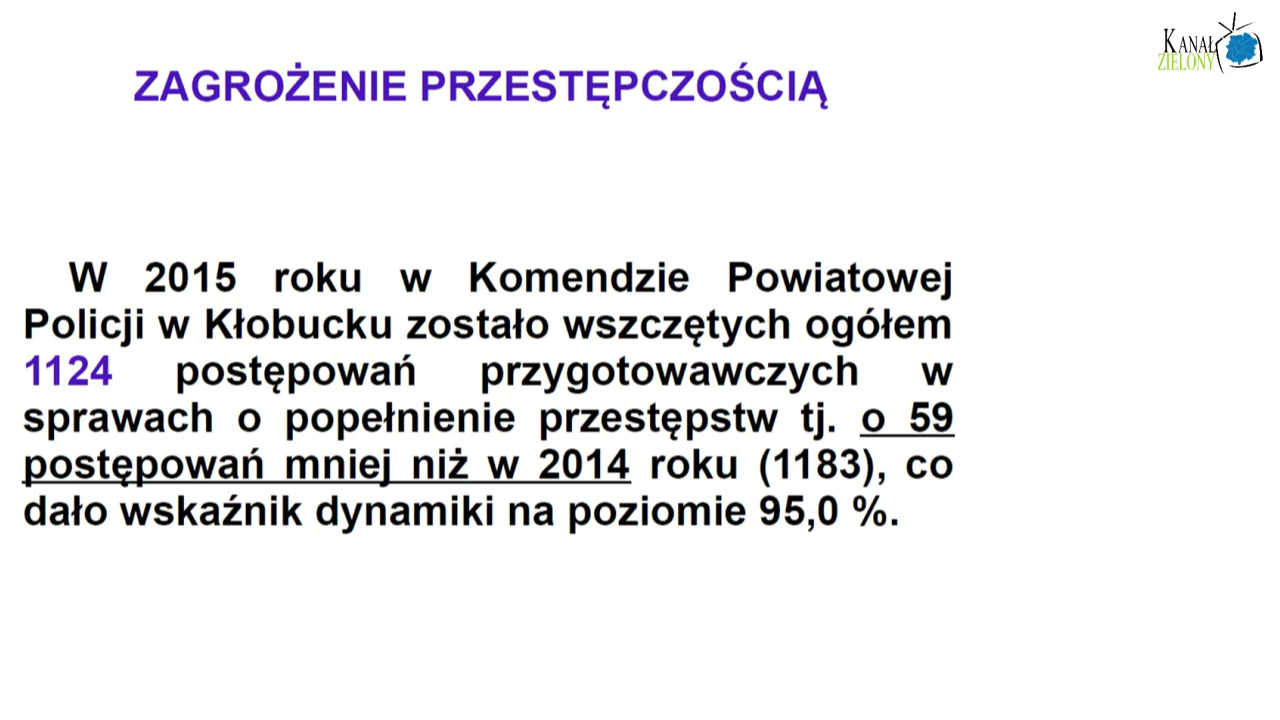 KANAŁ
ZIELONY
ZAGROŻENIE PRZESTĘPCZOŚCIĄ
W 2015 roku w Komendzie Powiatowej
Policji w Kłobucku zostało wszczętych ogółem
1124 postępowań przygotowawczych w
sprawach o popełnienie przestępstw tj. o 59
postępowań mniej niż w 2014 roku (1183), co
dało wskaźnik dynamiki na poziomie 95,0 %.